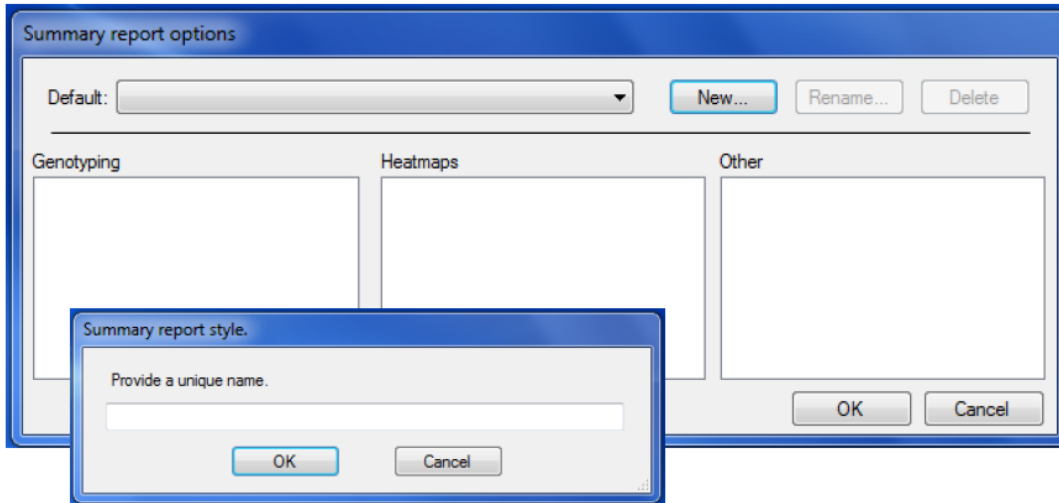 Summary report options
Default:
New...
Rename...
Delete
Genotyping
Heatmaps
Other
Summary report style.
Provide a unique name.
OK
Cancel
OK
Cancel